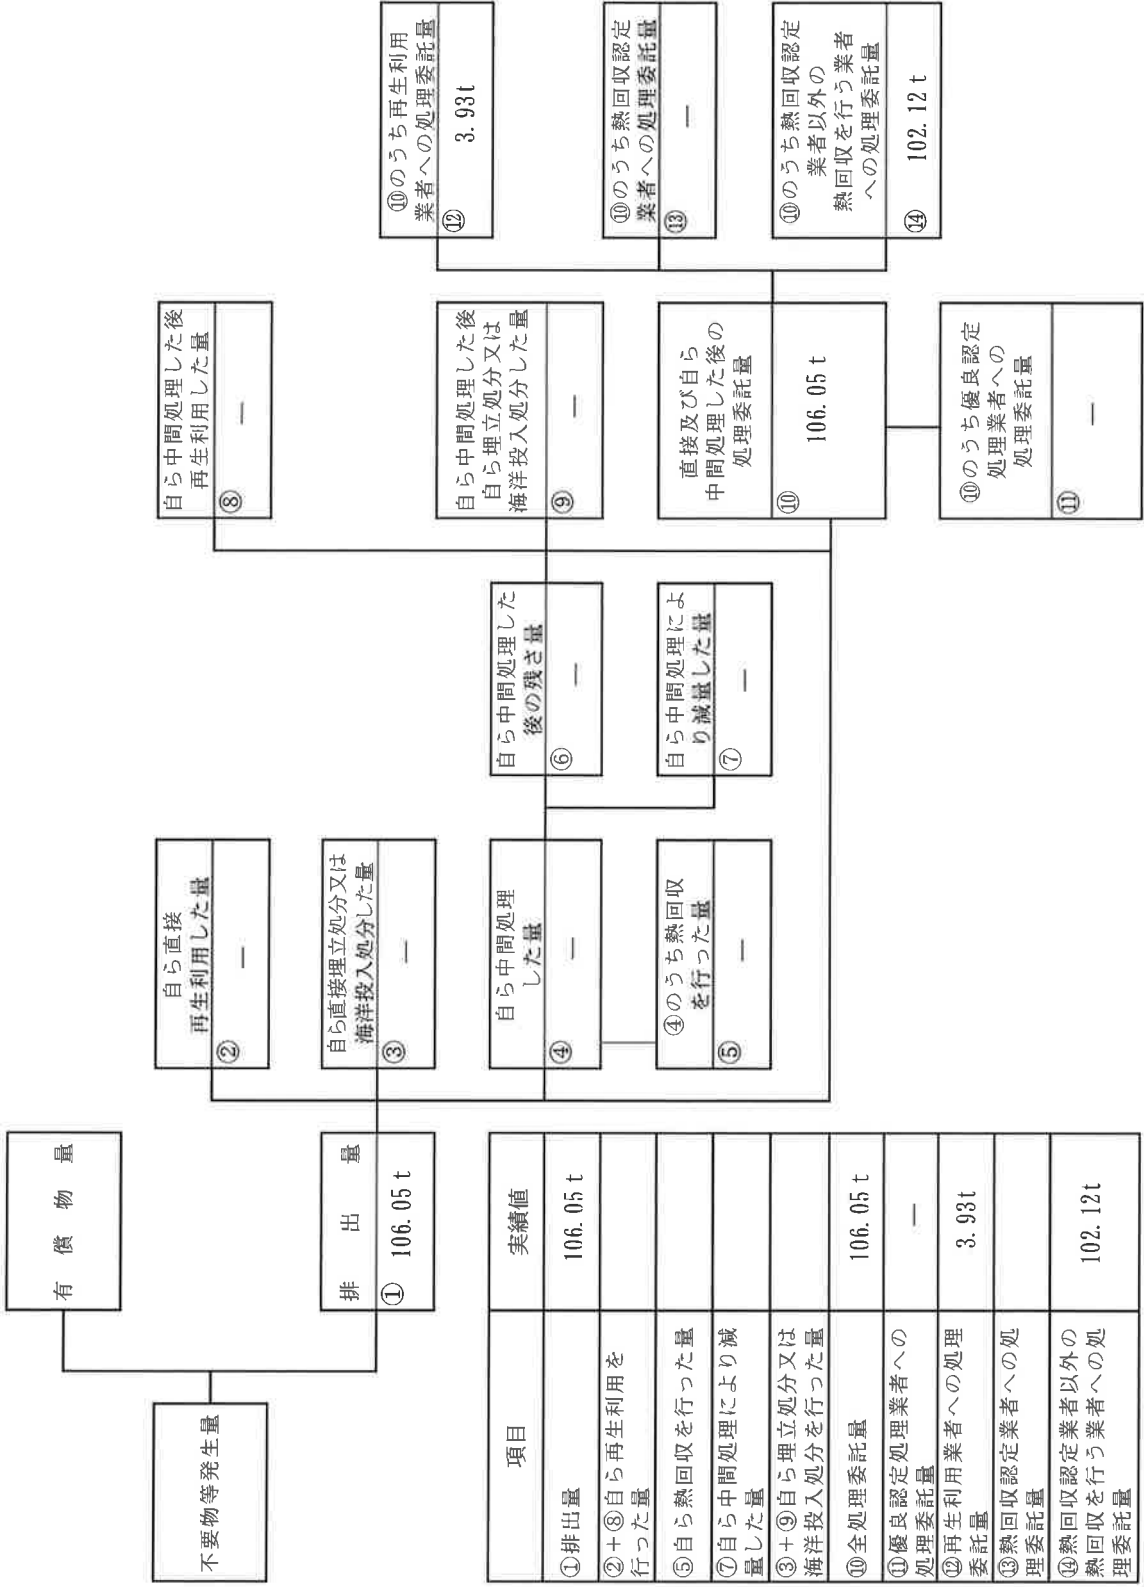 不要物等発生量
有償物量
排出量
① 106.05 t
自ら直接
再生利用した量
② －
自ら直接埋立処分又は
海洋投入処分した量
③ －
自ら中間処理
した量
④ －
④のうち熱回収
を行った量
⑤ －
自ら中間処理した
後の残さ量
⑥ －
自ら中間処理によ
り減量した量
⑦ －
自ら中間処理した後
再生利用した量
⑧ －
自ら中間処理した後
自ら埋立処分又は
海洋投入処分した量
⑨ －
直接及び自ら
中間処理した後の
処理委託量
⑩ 106.05 t
⑩のうち優良認定
処理業者への
処理委託量
⑪ －
⑩のうち再生利用
業者への処理委託量
⑫ 3.93t
⑩のうち熱回収認定
業者への処理委託量
⑬ －
⑩のうち熱回収認定
業者以外の
熱回収を行う業者
への処理委託量
⑭ 102.12 t
項目 実績値
①排出量 106.05 t
②＋⑧自ら再生利用を
行った量
⑤自ら熱回収を行った量
⑦自ら中間処理により減
量した量
③＋⑨自ら埋立処分又は
海洋投入処分を行った量
⑩全処理委託量 106.05 t
⑪優良認定処理業者への
処理委託量 －
⑫再生利用業者への処理
委託量 3.93t
⑬熱回収認定業者への処
理委託量
⑭熱回収認定業者以外の
熱回収を行う業者への処
理委託量 102.12t